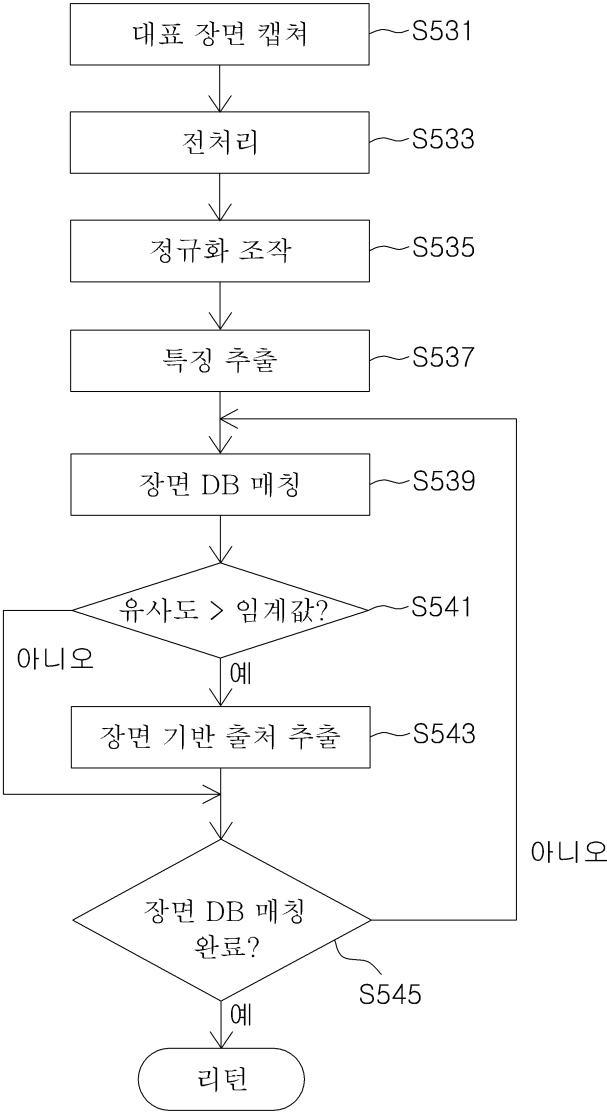 대표 장면 캡쳐
S531
전처리
S533
정규화 조작
S535
특징 추출
S537
장면 DB 매칭
S539
유사도 > 임계값?
S541
아니오
예
장면 기반 출처 추출
S543
아니오
장면 DB 매칭
완료?
S545
예
리턴